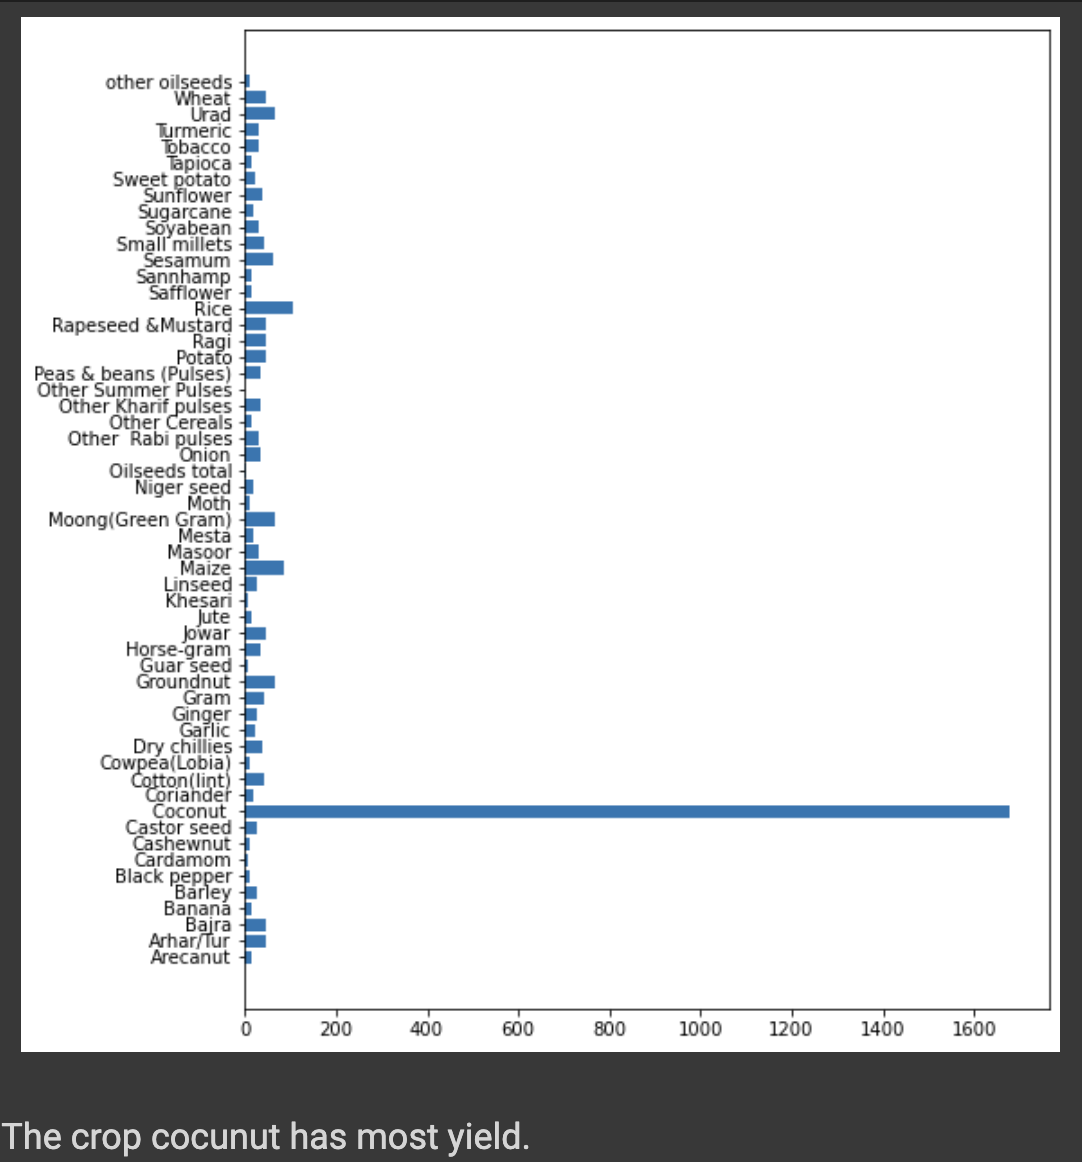 other oilseeds
Wheat
Urad
Turmeric
Tobacco
Tapioca
Sweet potato
Sunflower
Sugarcane
Soyabean
Small millets
Sesamum
Sannhamp
Safflower
Rice
Rapeseed &Mustard
Ragi
Potato
Peas & beans (Pulses)
Other Summer Pulses
Other Kharif pulses
Other Cereals
Other  Rabi pulses
Onion
Oilseeds total
Niger seed
Moth
Moong(Green Gram)
Mesta
Masoor
Maize
Linseed
Khesari
Jute
Jowar
Horse-gram
Guar seed
Groundnut
Gram
Ginger
Garlic
Dry chillies
Cowpea(Lobia)
Cotton(lint)
Coriander
Coconut
Castor seed
Cashewnut
Cardamom
Black pepper
Barley
Banana
Bajra
Arhar/Tur
Arecanut
0 200 400 600 800 1000 1200 1400 1600
The crop cocunut has most yield.